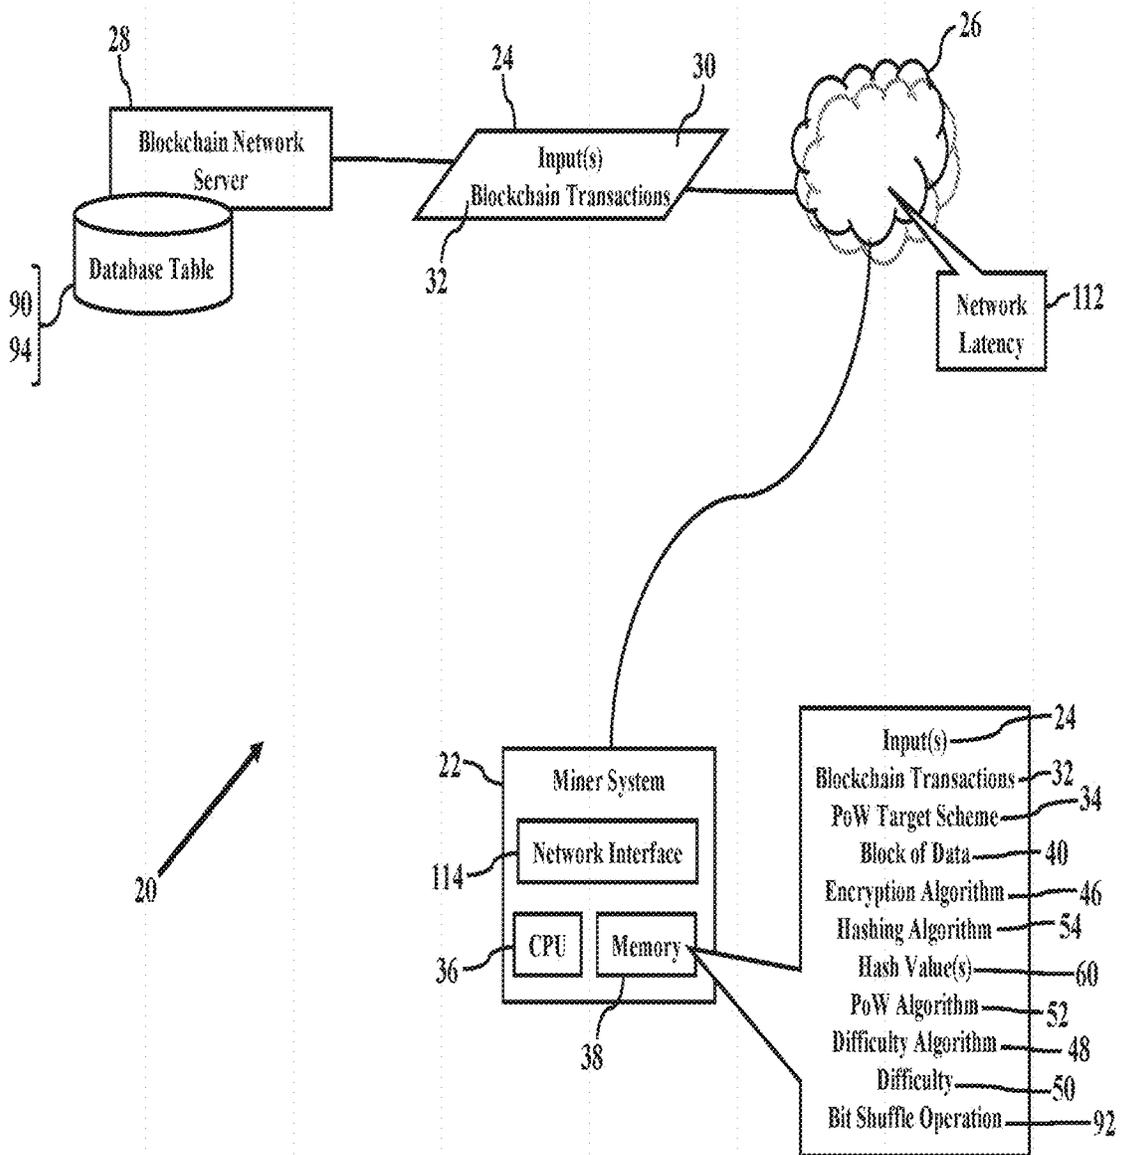 28
24
30
26
Blockchain Network
Server
Input(s)
Blockchain Transactions
32
Database Table
90
94
Network
Latency
112
22
Miner System
Network Interface
114
CPU
Memory
36
38
20
Input(s) 24
Blockchain Transactions 32
PoW Target Scheme 34
Block of Data 40
Encryption Algorithm 46
Hashing Algorithm 54
Hash Value(s) 60
PoW Algorithm 52
Difficulty Algorithm 48
Difficulty 50
Bit Shuffle Operation 92